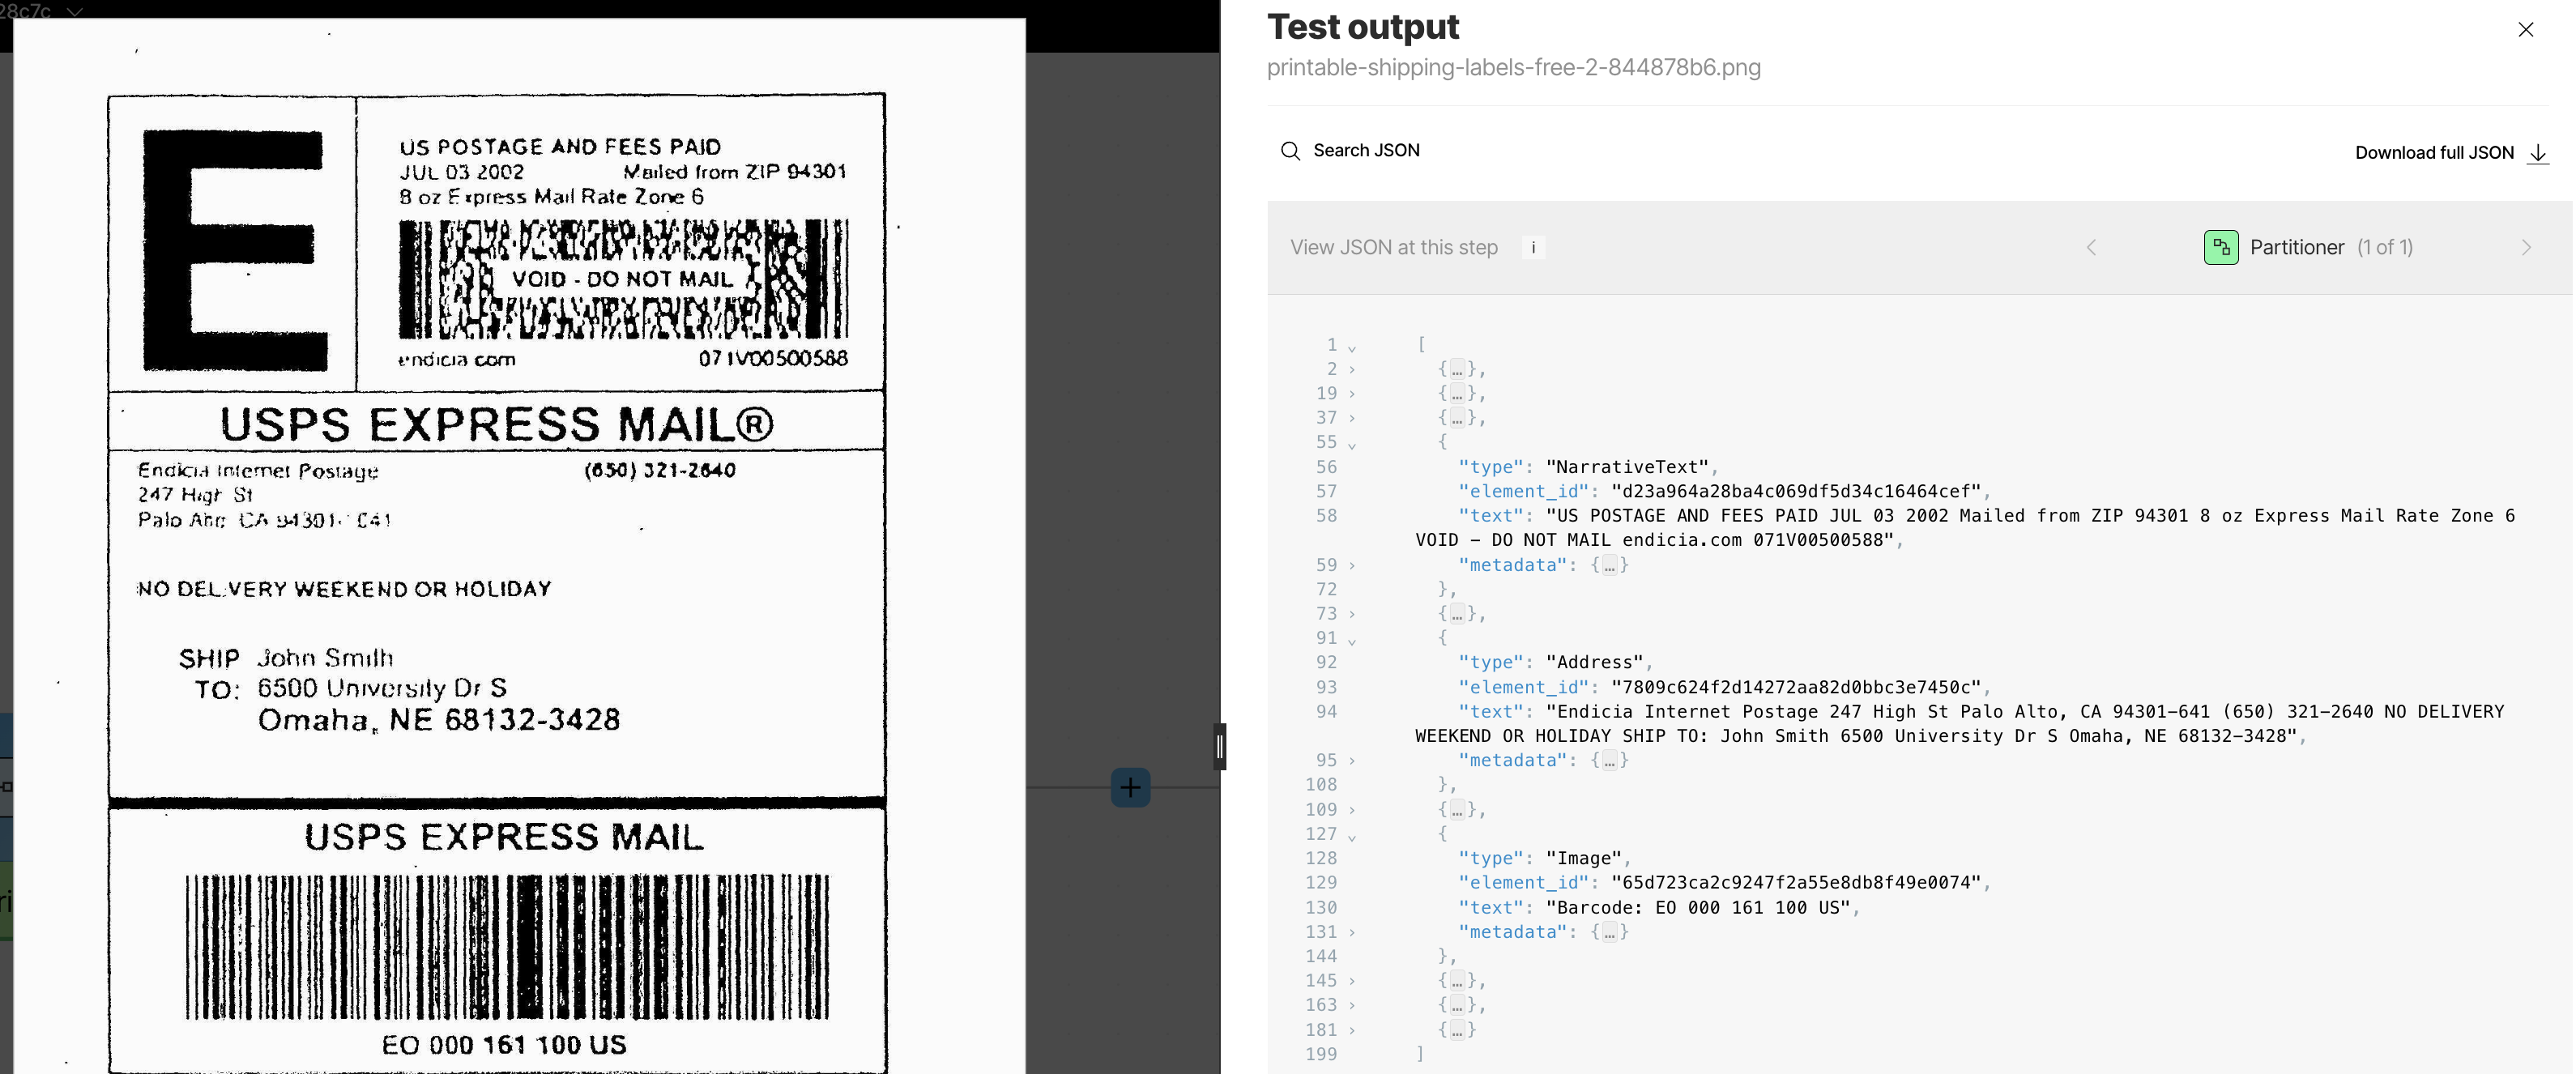 28c7c
E
US POSTAGE AND FEES PAID
JUL 03 2002 Mailed from ZIP 94301
8 oz Express Mail Rate Zone 6
VOID - DO NOT MAIL
endicia com 071V00500588
USPS EXPRESS MAIL®
Endicia Internet Postage (650) 321-2640
247 High St
Palo CA 94301-
NO DELIVERY WEEKEND OR HOLIDAY
SHIP John Smith
TO: 6500 University Dr S
Omaha, NE 68132-3428
USPS EXPRESS MAIL
EO 000 161 100 US
ri
Test output
printable-shipping-labels-free-2-844878b6.png
Search JSON
Download full JSON
View JSON at this step i
Partitioner (1 of 1)
1 [
2 {…},
19 {…},
37 {…},
55 {
56 "type": "NarrativeText",
57 "element_id": "d23a964a28ba4c069df5d34c16464cef",
58 "text": "US POSTAGE AND FEES PAID JUL 03 2002 Mailed from ZIP 94301 8 oz Express Mail Rate Zone 6
VOID – DO NOT MAIL endicia.com 071V00500588",
59 "metadata": {…}
72 },
73 {…},
91 {
92 "type": "Address",
93 "element_id": "7809c624f2d14272aa82d0bbc3e7450c",
94 "text": "Endicia Internet Postage 247 High St Palo Alto, CA 94301–641 (650) 321–2640 NO DELIVERY
WEEKEND OR HOLIDAY SHIP TO: John Smith 6500 University Dr S Omaha, NE 68132–3428",
95 "metadata": {…}
108 },
109 {…},
127 {
128 "type": "Image",
129 "element_id": "65d723ca2c9247f2a55e8db8f49e0074",
130 "text": "Barcode: EO 000 161 100 US",
131 "metadata": {…}
144 },
145 {…},
163 {…},
181 {…}
199 ]